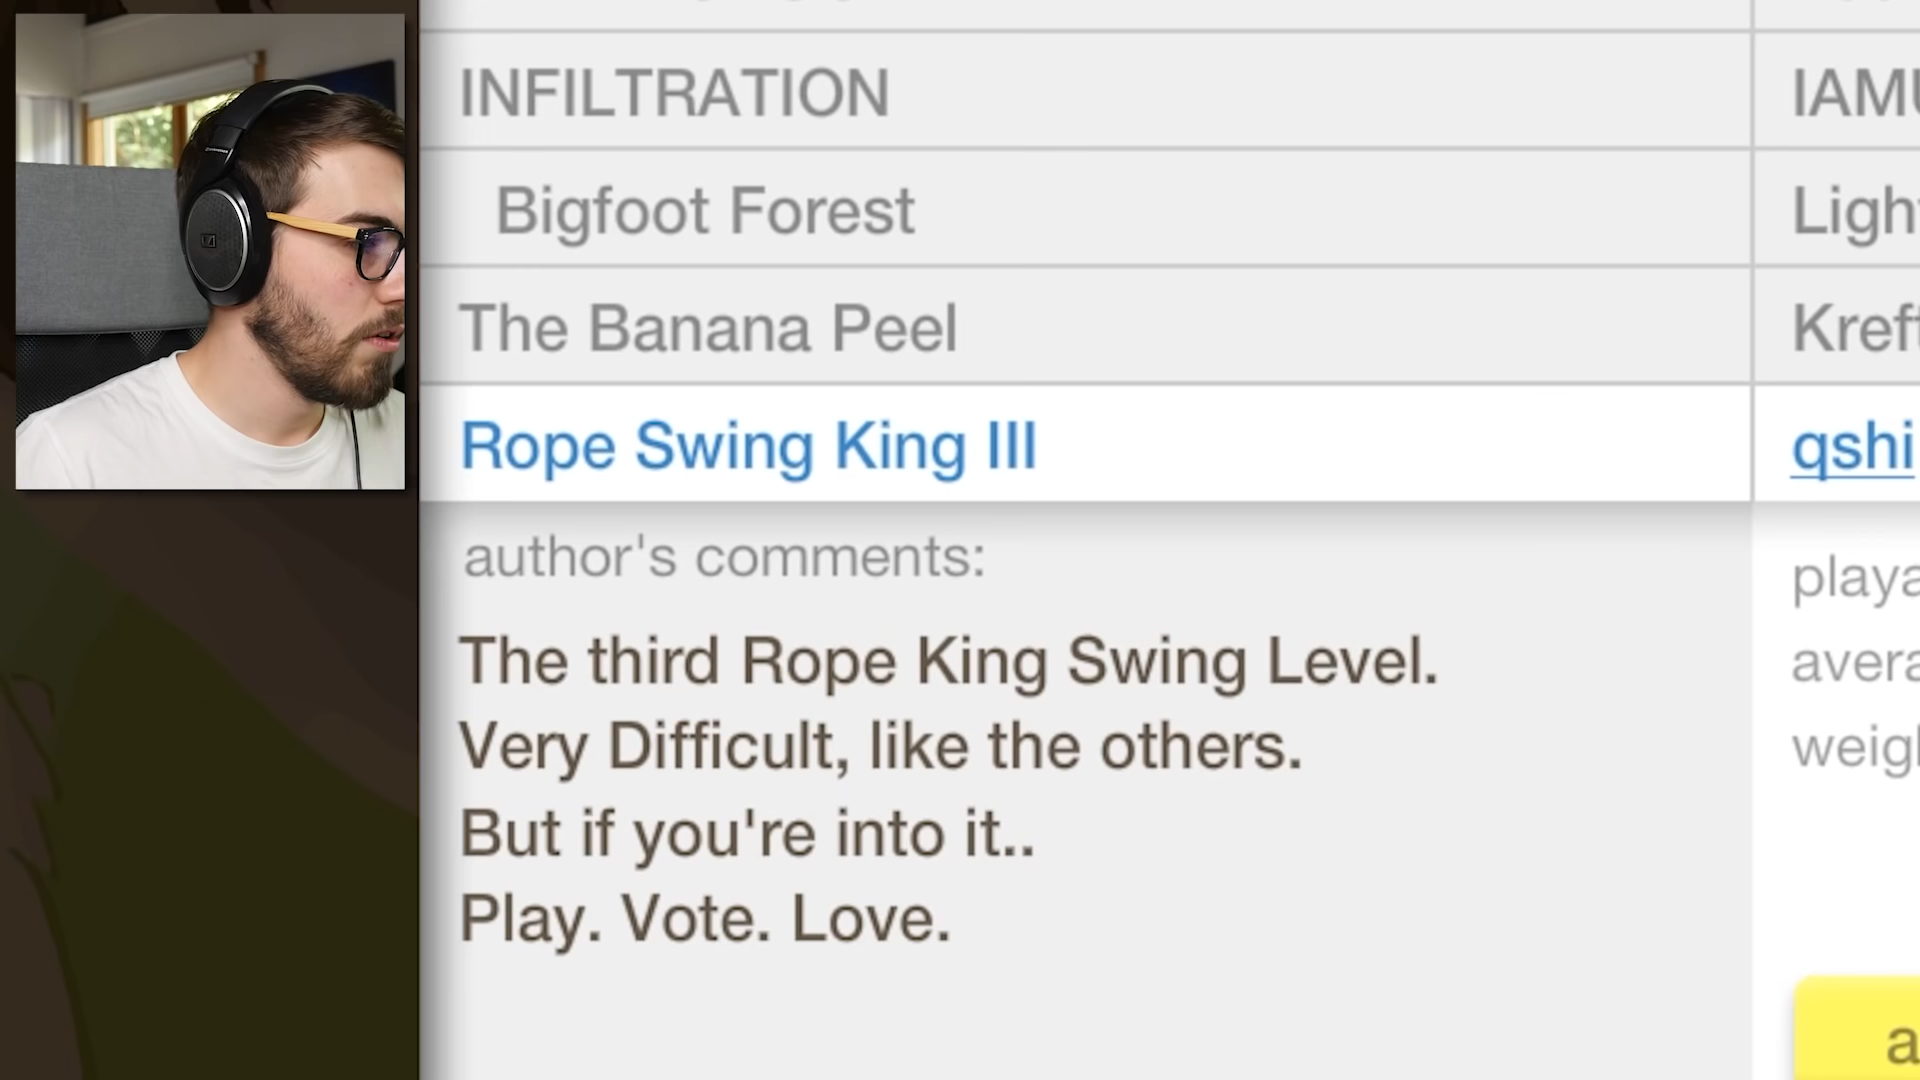 INFILTRATION
Bigfoot Forest
The Banana Peel
Rope Swing King III
qshi
author's comments:
The third Rope King Swing Level.
Very Difficult, like the others.
But if you're into it..
Play. Vote. Love.